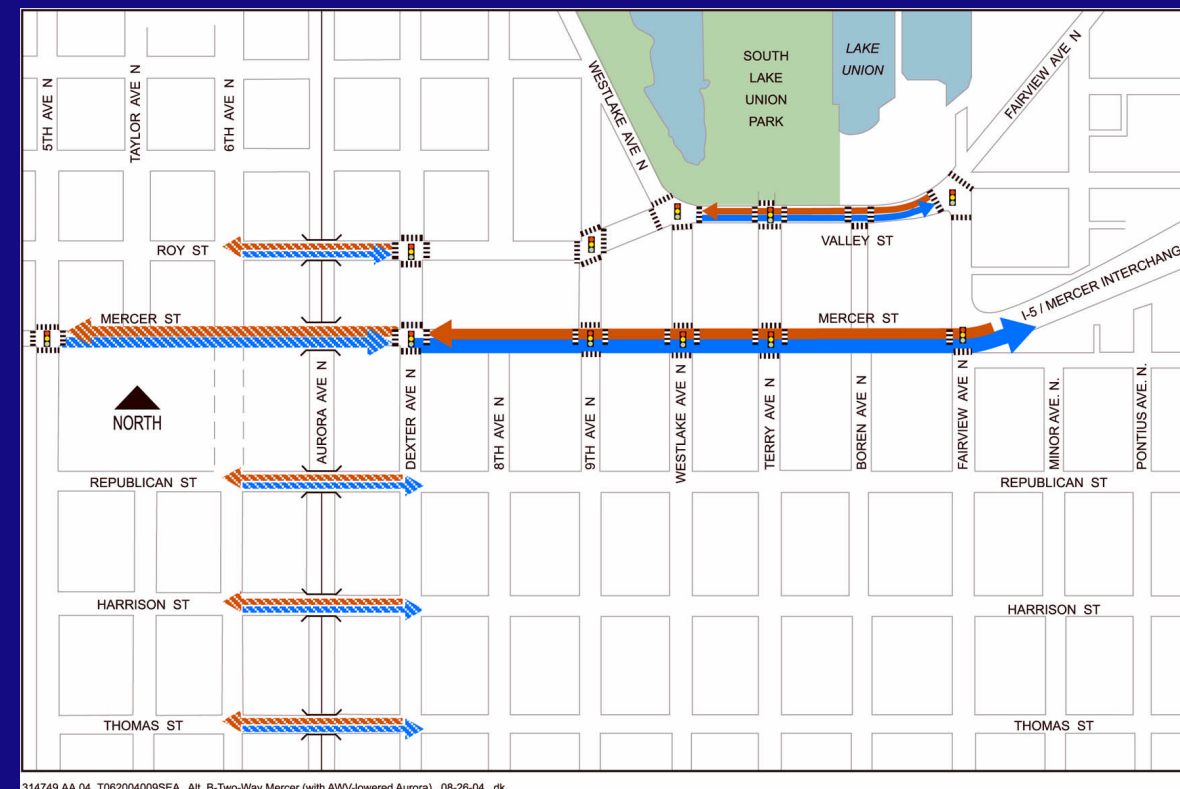 5TH AVE N
TAYLOR AVE N
6TH AVE N
WESTLAKE AVE N
SOUTH
LAKE
UNION
PARK
LAKE
UNION
FAIRVIEW AVE N
ROY ST
VALLEY ST
I-5 / MERCER INTERCHANG
MERCER ST
MERCER ST
NORTH
AURORA AVE N
DEXTER AVE N
8TH AVE N
9TH AVE N
WESTLAKE AVE N
TERRY AVE N
BOREN AVE N
FAIRVIEW AVE N
MINOR AVE. N.
PONTIUS AVE. N.
REPUBLICAN ST
REPUBLICAN ST
HARRISON ST
HARRISON ST
THOMAS ST
THOMAS ST
314749.AA.04_T062004009SEA_Alt. B-Two-Way Mercer (with AWV-lowered Aurora)_08-26-04_dk